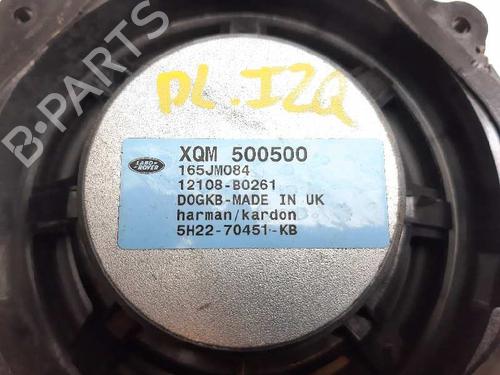 B-PARTS
DL.IZQ
LAND-
ROVER
XQM 500500
165JM084
12108-B0261
D0GKB-MADE IN UK
harman/kardon
5H22-70451-KB